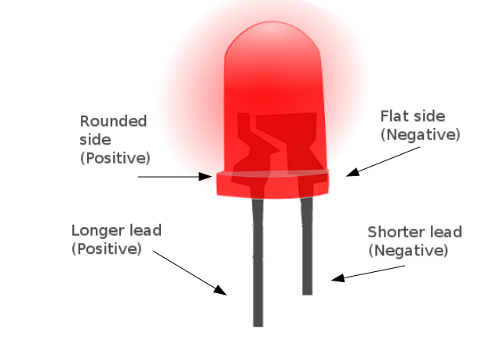 Rounded
side
(Positive)
Flat side
(Negative)
Longer lead
(Positive)
Shorter lead
(Negative)